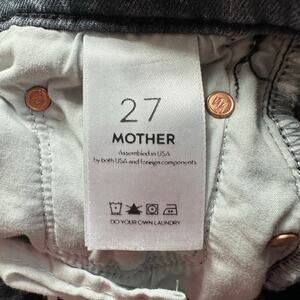 27
MOTHER
Assembled in USA
by both USA and foreign components
DO YOUR OWN LAUNDRY